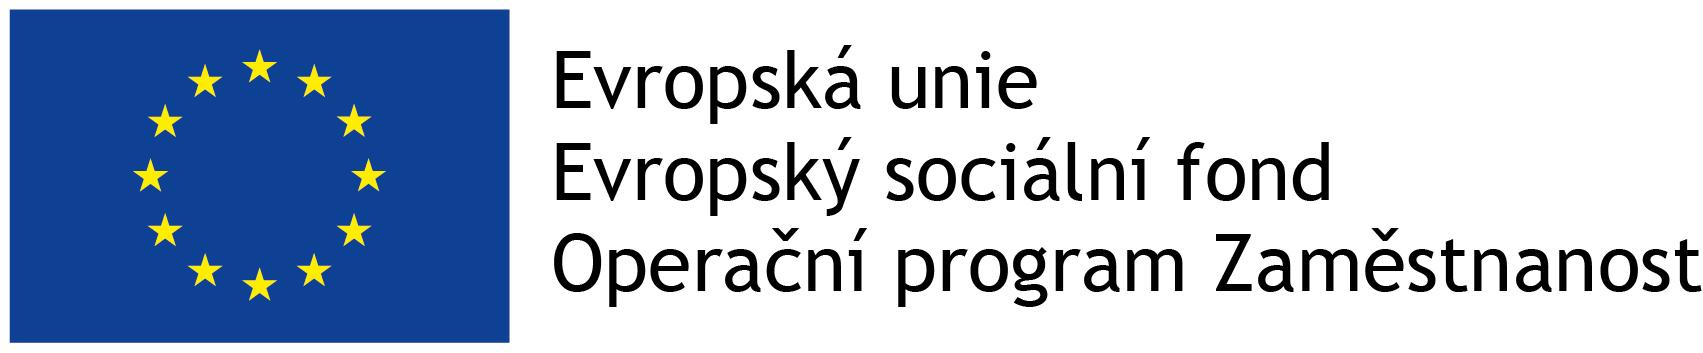 Evropská unie
Evropský sociální fond
Operační program Zaměstnanost